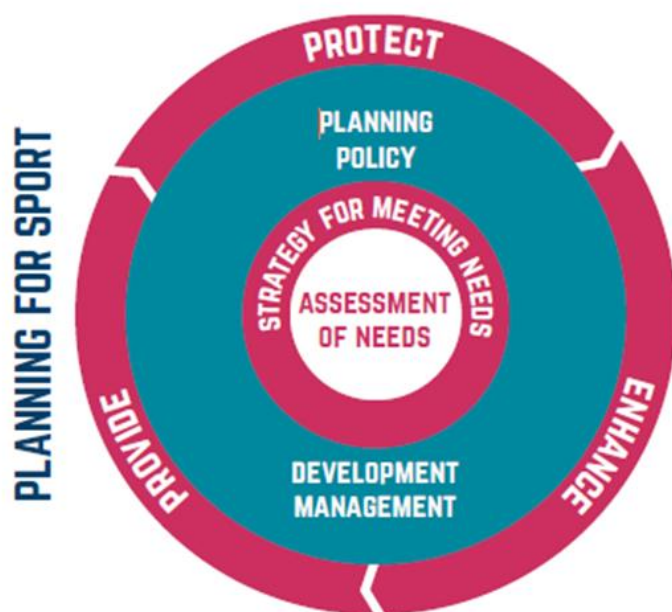 PLANNING FOR SPORT
PROTECT
PLANNING
POLICY
STRATEGY FOR MEETING NEEDS
ASSESSMENT
OF NEEDS
DEVELOPMENT
MANAGEMENT
PROVIDE
ENHANCE